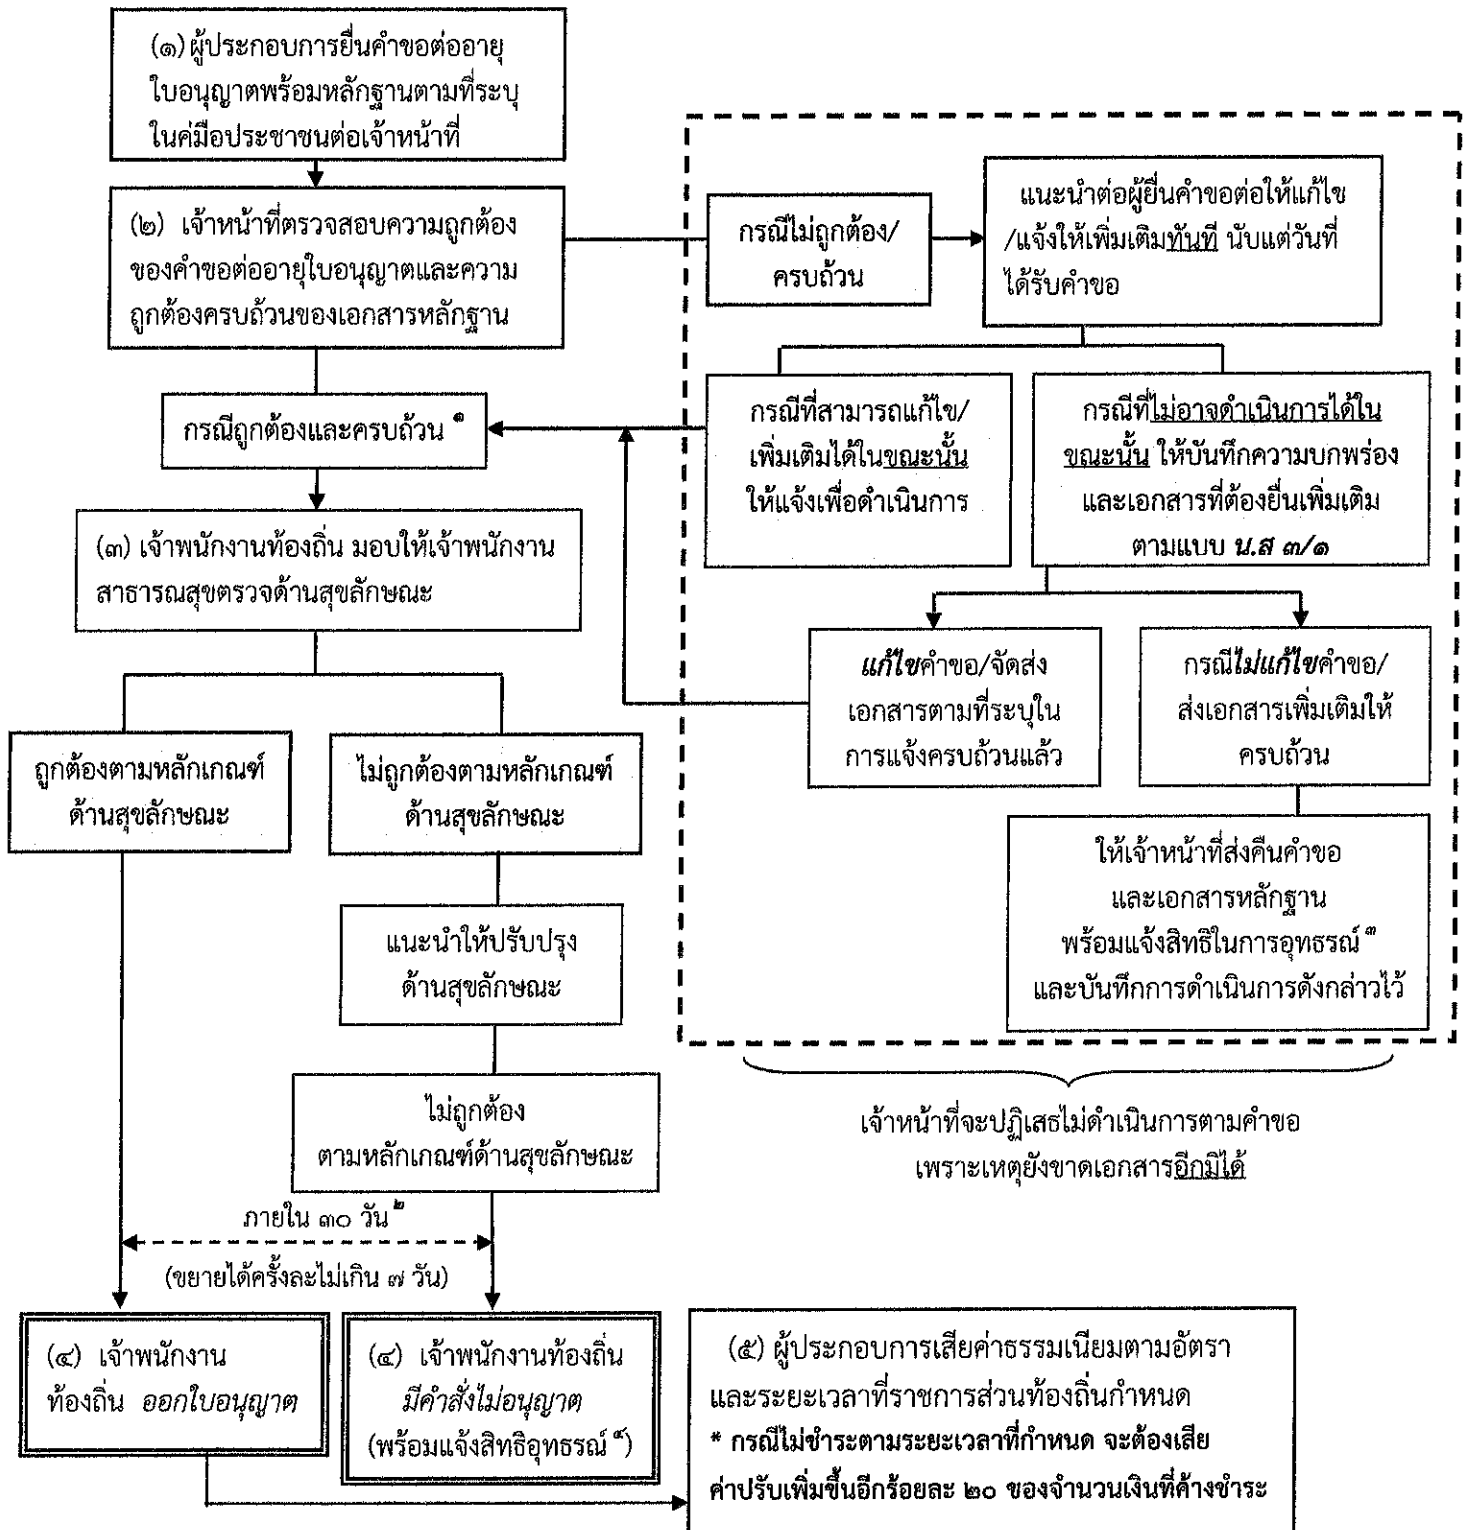 (๑) ผู้ประกอบการยื่นคำขอต่ออายุ
ใบอนุญาตพร้อมหลักฐานตามที่ระบุ
ในคู่มือประชาชนต่อเจ้าหน้าที่
(๒) เจ้าหน้าที่ตรวจสอบความถูกต้อง
ของคำขอต่ออายุใบอนุญาตและความ
ถูกต้องครบถ้วนของเอกสารหลักฐาน
กรณีไม่ถูกต้อง/
ครบถ้วน
แนะนำต่อผู้ยื่นคำขอต่อให้แก้ไข
/แจ้งให้เพิ่มเติมทันที นับแต่วันที่
ได้รับคำขอ
กรณีถูกต้องและครบถ้วน ๑
กรณีที่สามารถแก้ไข/
เพิ่มเติมได้ในขณะนั้น
ให้แจ้งเพื่อดำเนินการ
กรณีที่ไม่อาจดำเนินการได้ใน
ขณะนั้น ให้บันทึกความบกพร่อง
และเอกสารที่ต้องยื่นเพิ่มเติม
ตามแบบ น.ส ๓/๑
(๓) เจ้าพนักงานท้องถิ่น มอบให้เจ้าพนักงาน
สาธารณสุขตรวจด้านสุขลักษณะ
แก้ไขคำขอ/จัดส่ง
เอกสารตามที่ระบุใน
การแจ้งครบถ้วนแล้ว
กรณีไม่แก้ไขคำขอ/
ส่งเอกสารเพิ่มเติมให้
ครบถ้วน
ถูกต้องตามหลักเกณฑ์
ด้านสุขลักษณะ
ไม่ถูกต้องตามหลักเกณฑ์
ด้านสุขลักษณะ
ให้เจ้าหน้าที่ส่งคืนคำขอ
และเอกสารหลักฐาน
พร้อมแจ้งสิทธิในการอุทธรณ์ ๓
และบันทึกการดำเนินการดังกล่าวไว้
แนะนำให้ปรับปรุง
ด้านสุขลักษณะ
ไม่ถูกต้อง
ตามหลักเกณฑ์ด้านสุขลักษณะ
เจ้าหน้าที่จะปฏิเสธไม่ดำเนินการตามคำขอ
เพราะเหตุยังขาดเอกสารอีกมิได้
ภายใน ๓๐ วัน ๒
(ขยายได้ครั้งละไม่เกิน ๗ วัน)
(๔) เจ้าพนักงาน
ท้องถิ่น ออกใบอนุญาต
(๔) เจ้าพนักงานท้องถิ่น
มีคำสั่งไม่อนุญาต
(พร้อมแจ้งสิทธิอุทธรณ์ ๔)
(๕) ผู้ประกอบการเสียค่าธรรมเนียมตามอัตรา
และระยะเวลาที่ราชการส่วนท้องถิ่นกำหนด
* กรณีไม่ชำระตามระยะเวลาที่กำหนด จะต้องเสีย
ค่าปรับเพิ่มขึ้นอีกร้อยละ ๒๐ ของจำนวนเงินที่ค้างชำระ